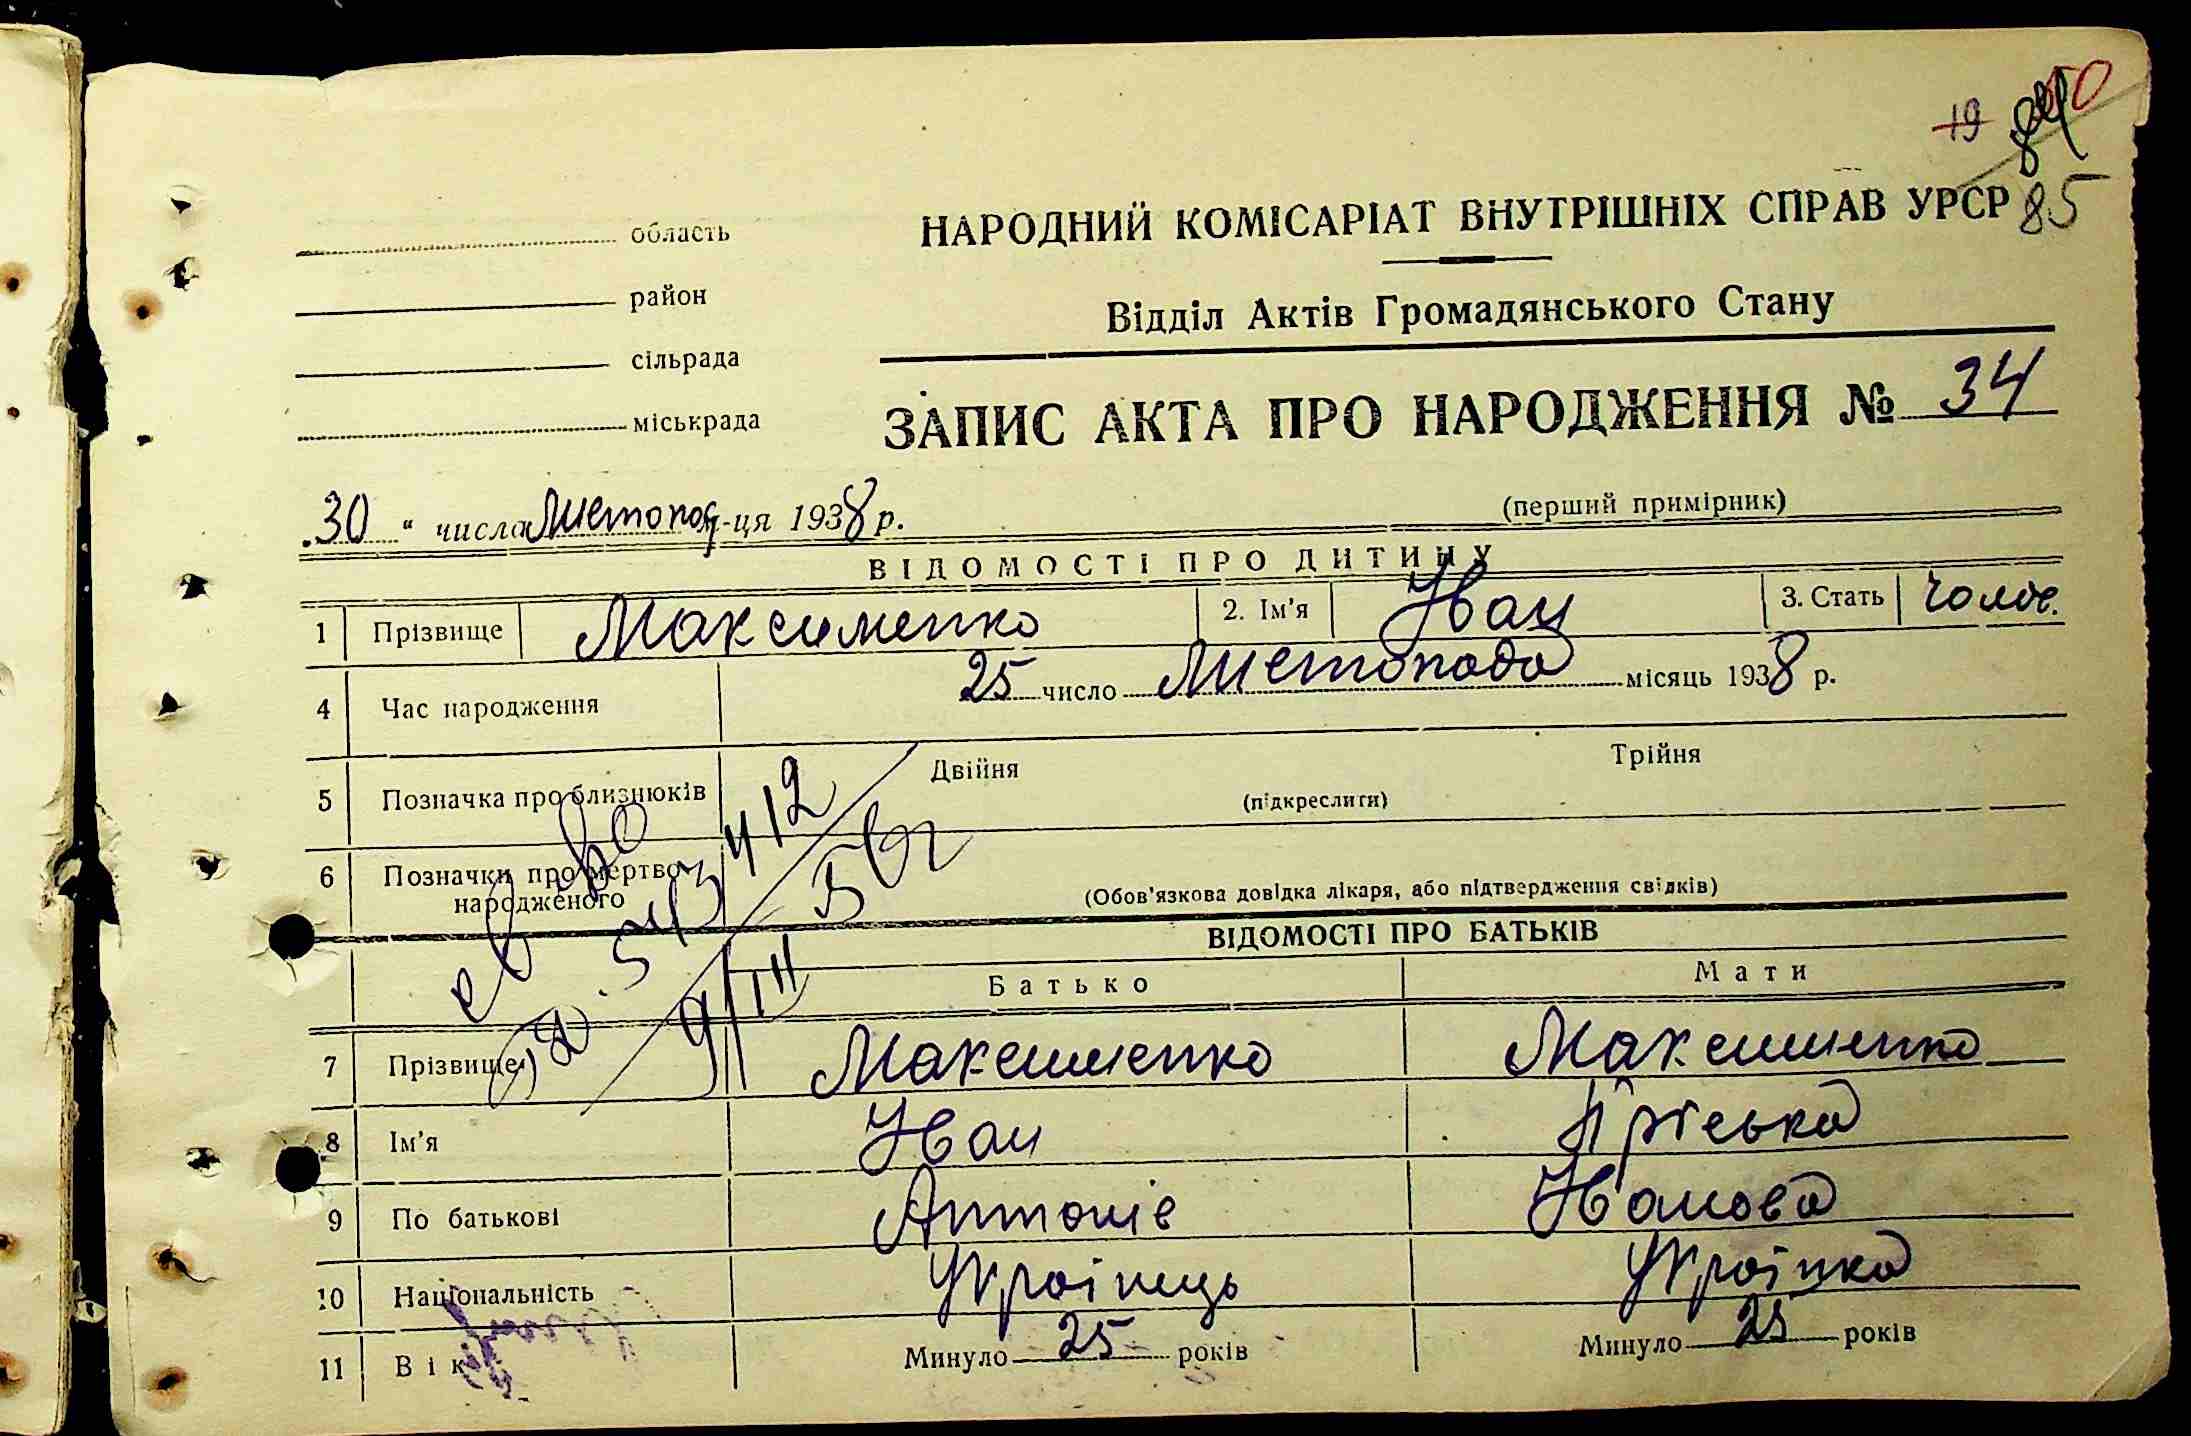 19
85
область
НАРОДНИЙ КОМІСАРІАТ ВНУТРІШНІХ СПРАВ УРСР
район
Відділ Актів Громадянського Стану
сільрада
міськрада
ЗАПИС АКТА ПРО НАРОДЖЕННЯ № 34
30 " числа Листопад м-ця 1938 р.
(перший примірник)
ВІДОМОСТІ ПРО ДИТИНУ
1 Прізвище Максименко 2. Ім'я Іван 3. Стать Чолов.
4 Час народження 25 число Листопада місяць 1938 р.
5 Позначка про близнюків Двійня Трійня
(підкреслити)
6 Позначки про мертво-
народженого (Обов'язкова довідка лікаря, або підтвердження свідків)
ВІДОМОСТІ ПРО БАТЬКІВ
Батько Мати
7 Прізвище Максименко Максименко
8 Ім'я Іван Пріська
9 По батькові Антонів Іванова
10 Національність Українець Українка
11 Вік Минуло 25 років Минуло 25 років